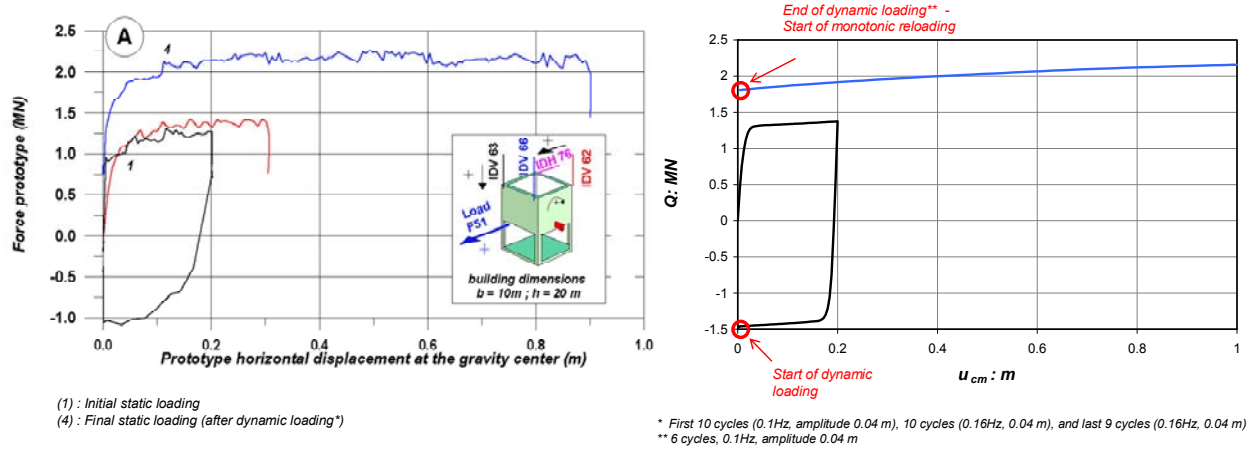 A
4
1
2.5
2.0
1.5
1.0
0.5
0.0
-0.5
-1.0
Force prototype (MN)
0.0 0.2 0.4 0.6 0.8 1.0
Prototype horizontal displacement at the gravity center (m)
IDV 63
IDV 66
IDH 76
IDV 62
+
+
Load
F51
+
building dimensions
b = 10m ; h = 20 m
(1) : Initial static loading
(4) : Final static loading (after dynamic loading*)
End of dynamic loading** -
Start of monotonic reloading
2.5
2
1.5
1
0.5
0
-0.5
-1
-1.5
Q: MN
0 0.2 0.4 0.6 0.8 1
u cm : m
Start of dynamic
loading
* First 10 cycles (0.1Hz, amplitude 0.04 m), 10 cycles (0.16Hz, 0.04 m), and last 9 cycles (0.16Hz, 0.04 m)
** 6 cycles, 0.1Hz, amplitude 0.04 m